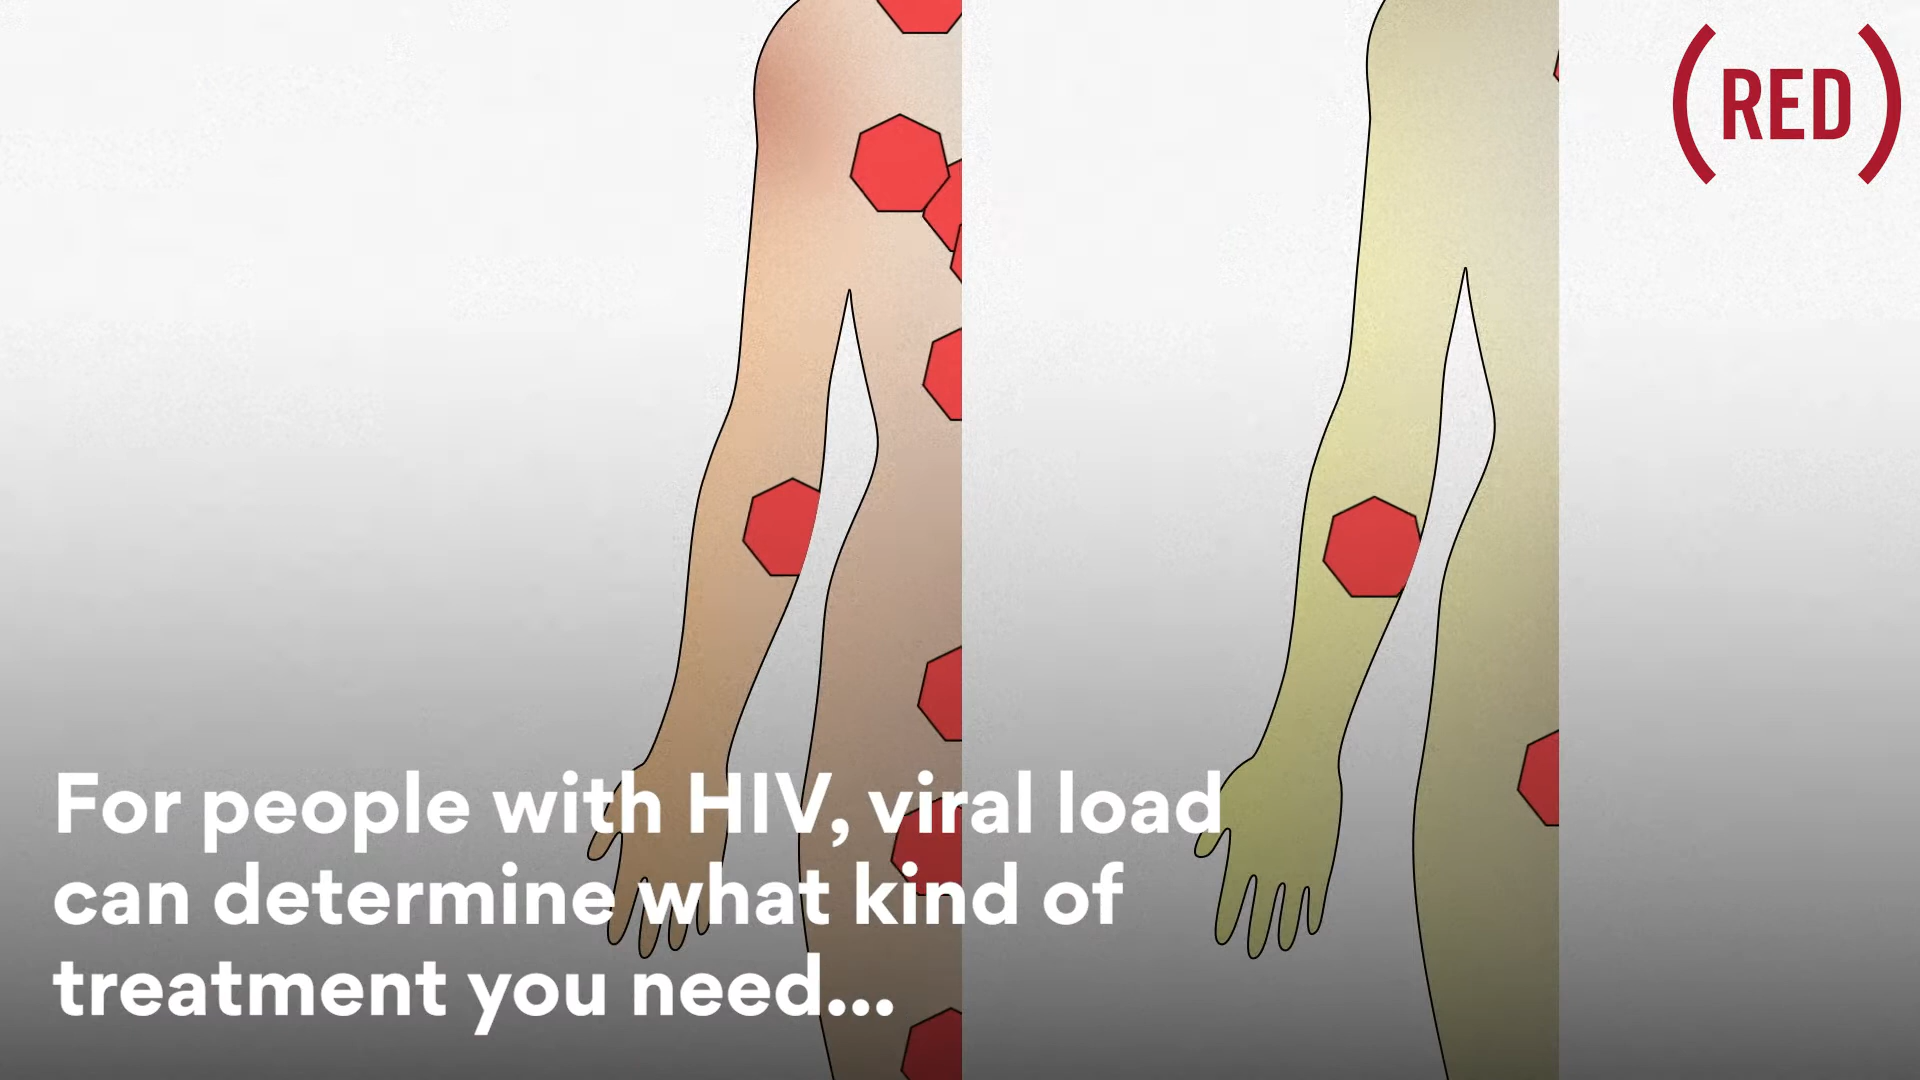 (RED)
For people with HIV, viral load
can determine what kind of
treatment you need...